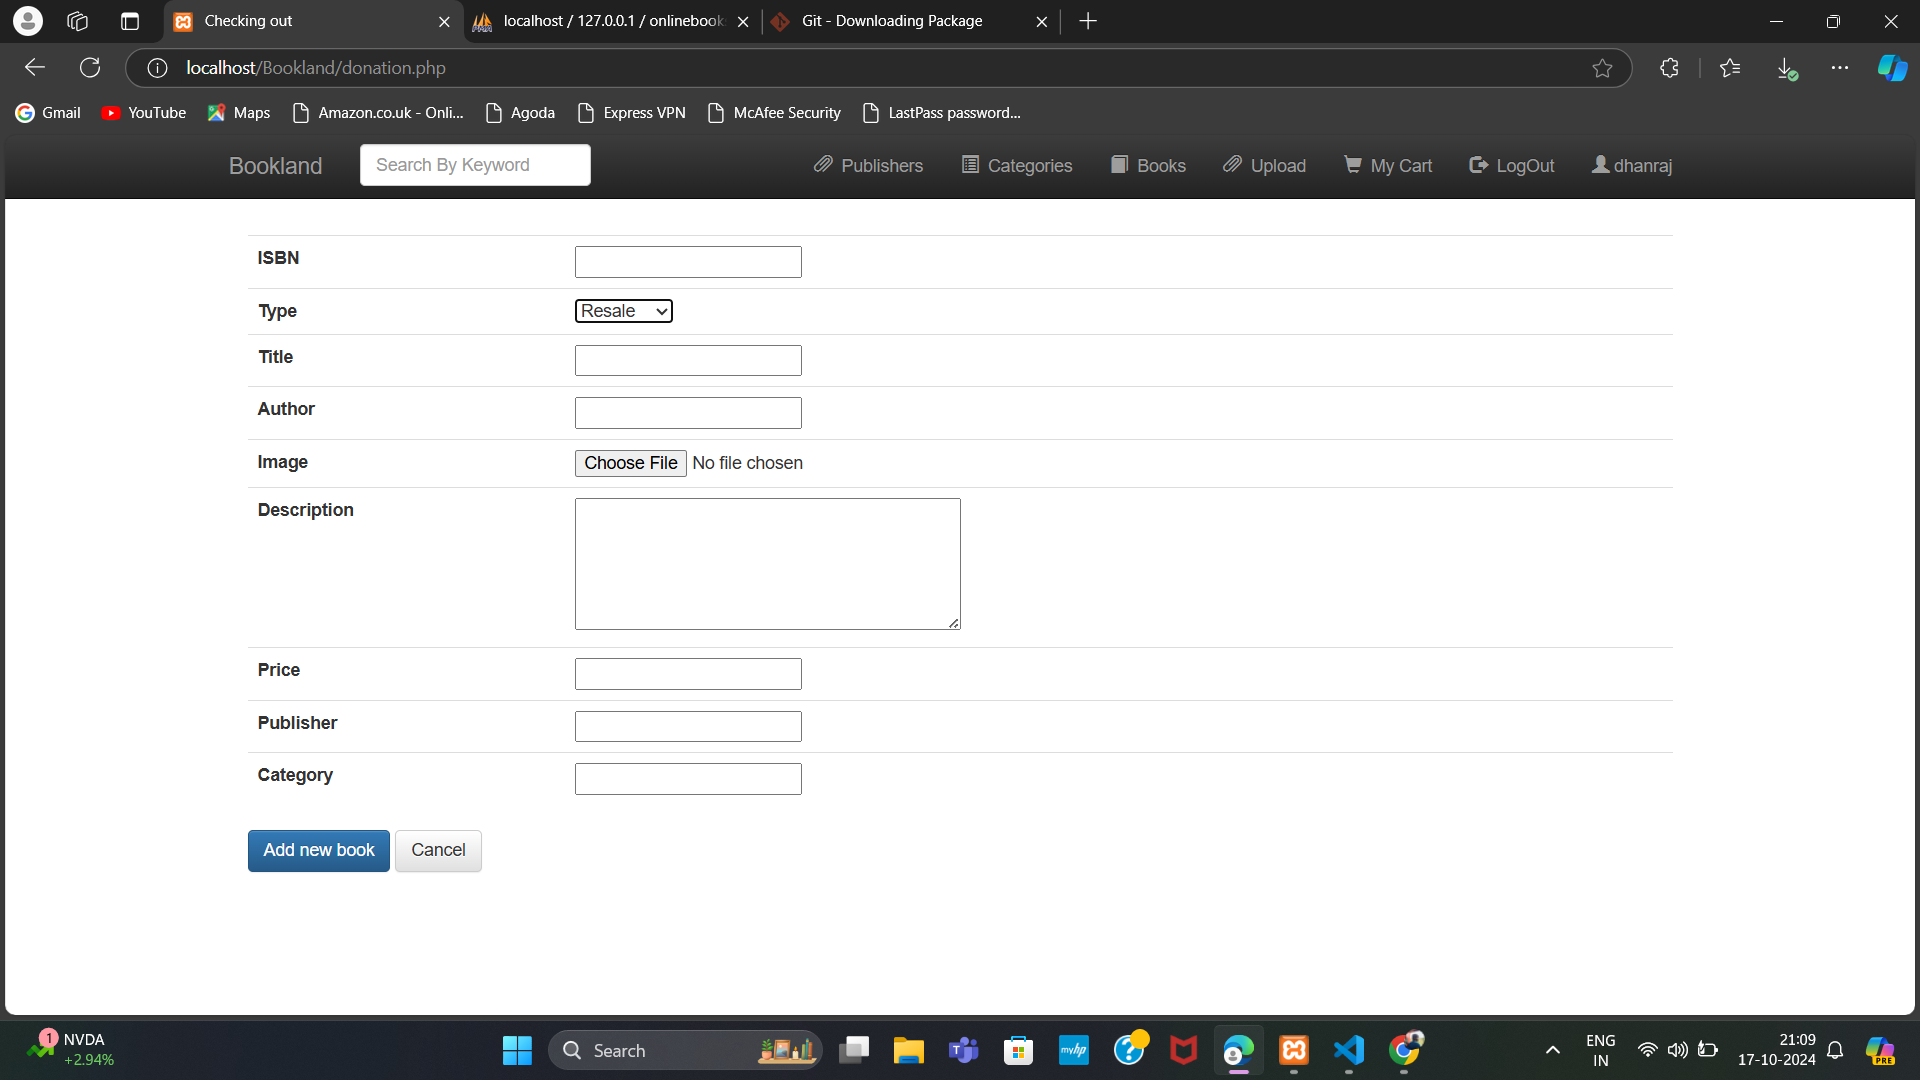 Checking out
localhost / 127.0.0.1 / onlinebook
Git - Downloading Package
localhost/Bookland/donation.php
Gmail
YouTube
Maps
Amazon.co.uk - Onli...
Agoda
Express VPN
McAfee Security
LastPass password...
Bookland
Search By Keyword
Publishers
Categories
Books
Upload
My Cart
LogOut
dhanraj
ISBN
Type
Resale
Title
Author
Image
Choose File No file chosen
Description
Price
Publisher
Category
Add new book
Cancel
1
NVDA
+2.94%
Search
myhp
ENG
IN
21:09
17-10-2024
PRE